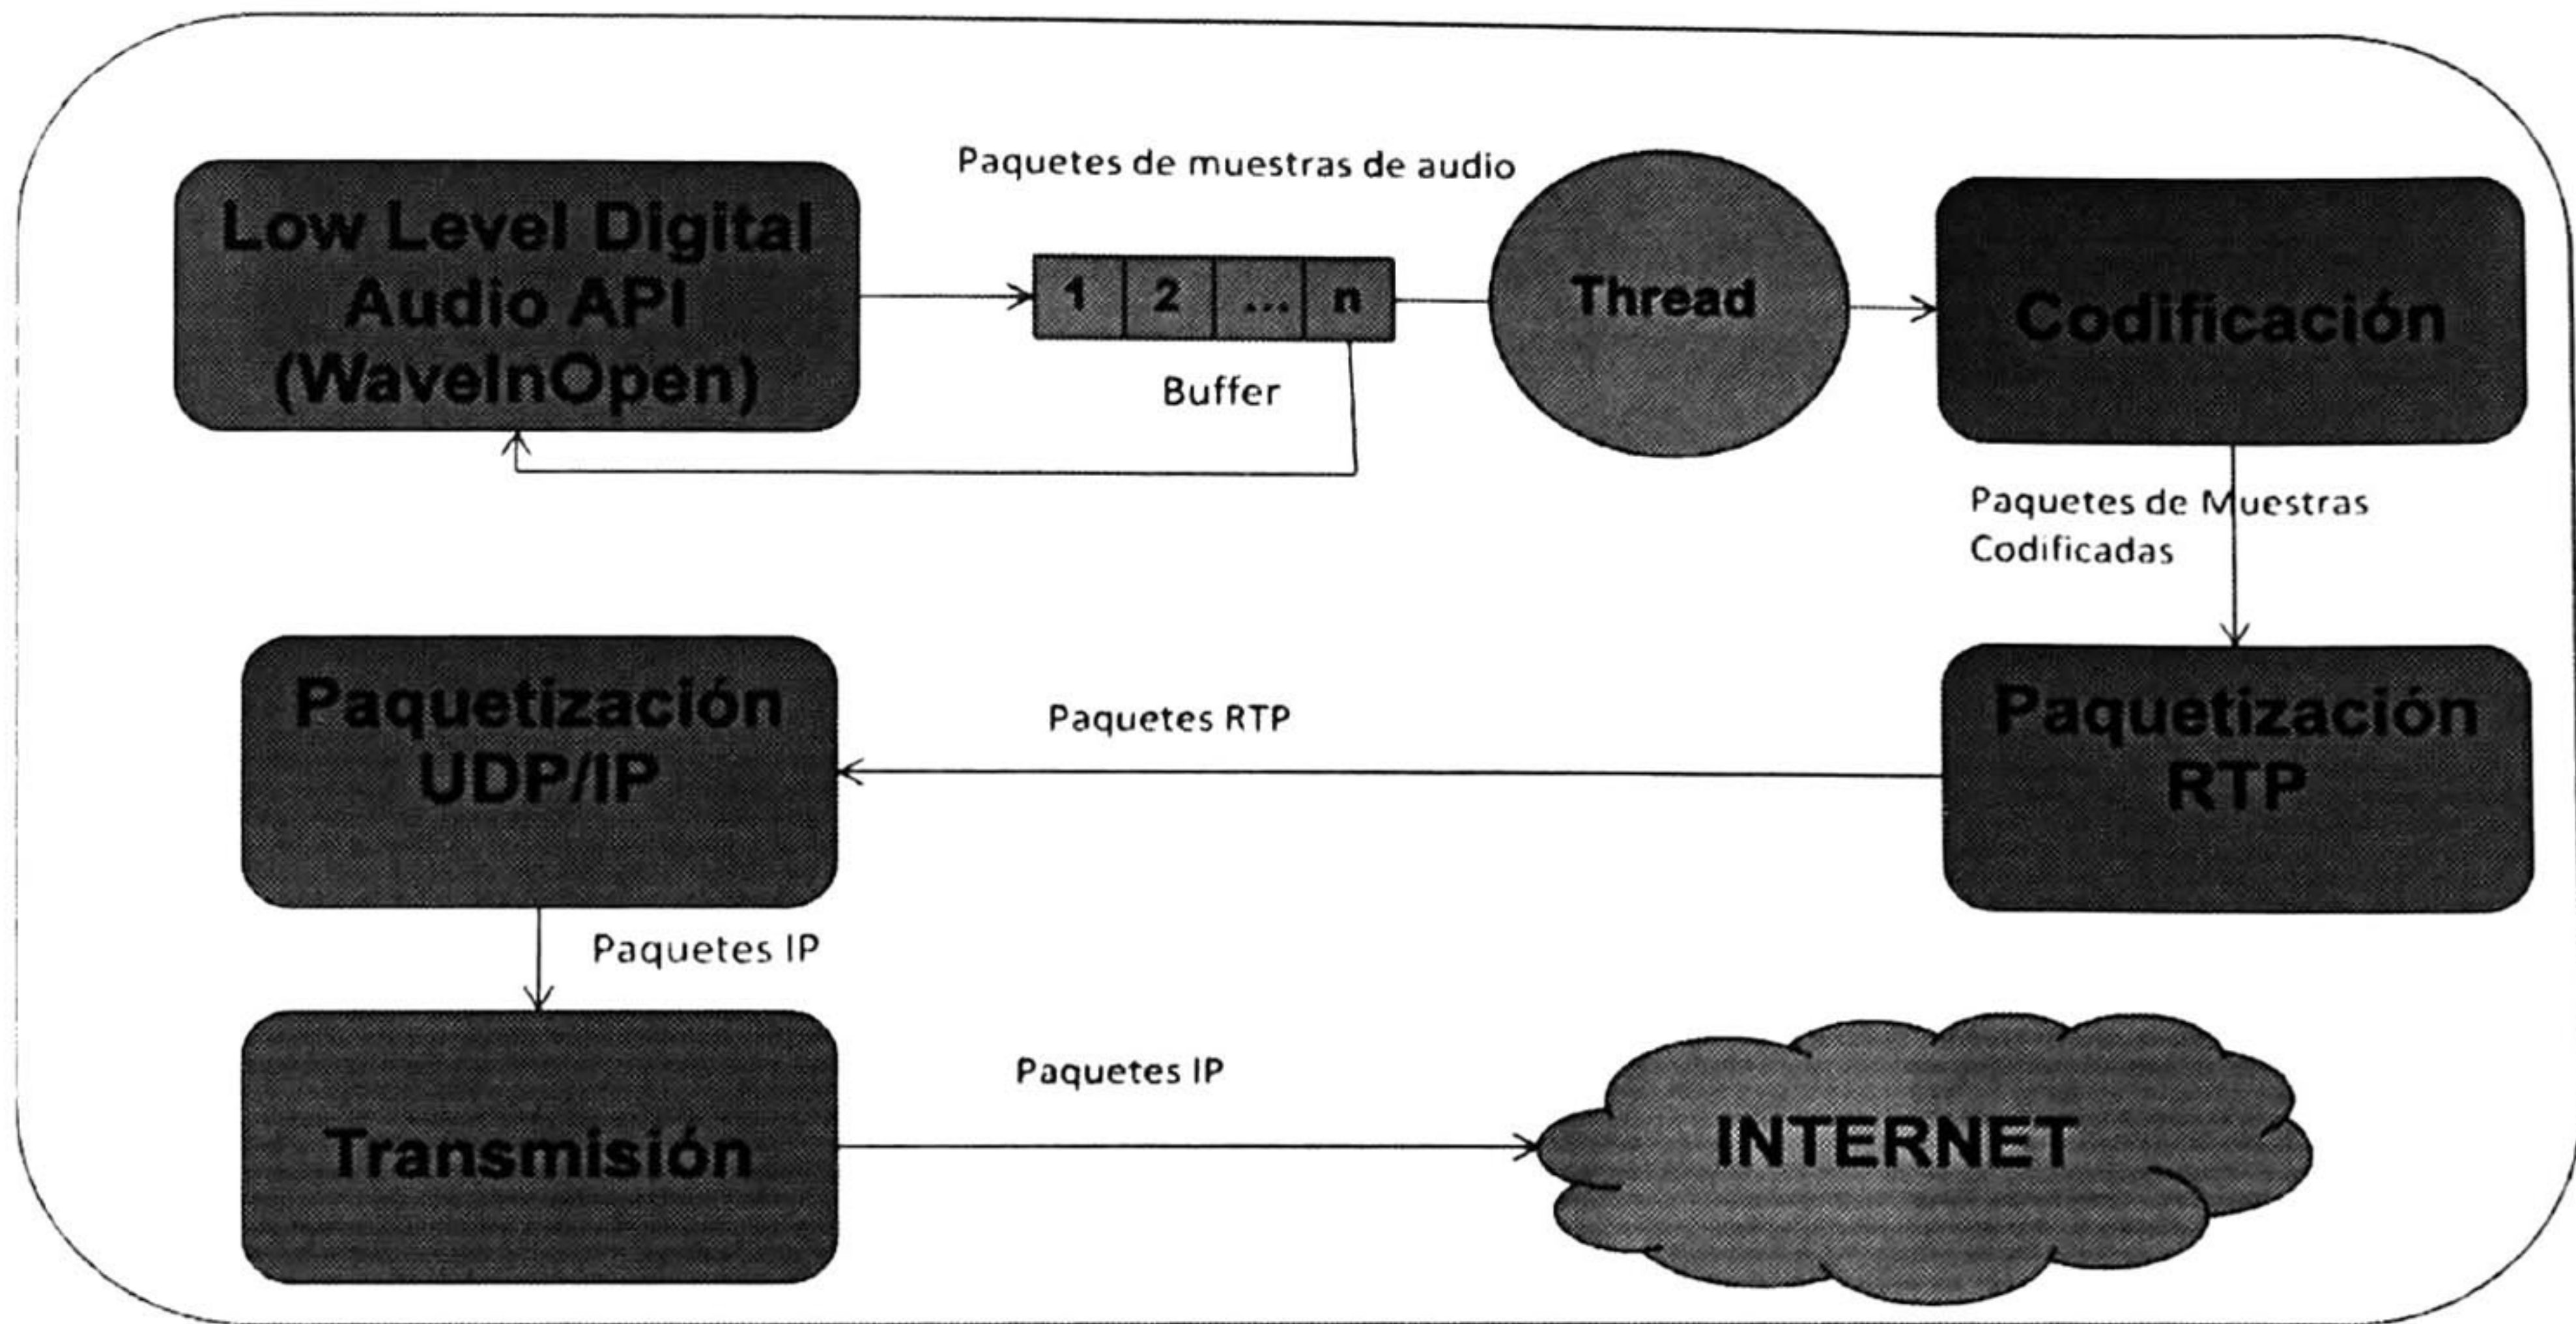 Paquetes de muestras de audio
Low Level Digital
Audio API
(WaveInOpen)
1 2 ... n
Buffer
Thread
Codificación
Paquetes de Muestras
Codificadas
Paquetización
RTP
Paquetes RTP
Paquetización
UDP/IP
Paquetes IP
Transmisión
Paquetes IP
INTERNET